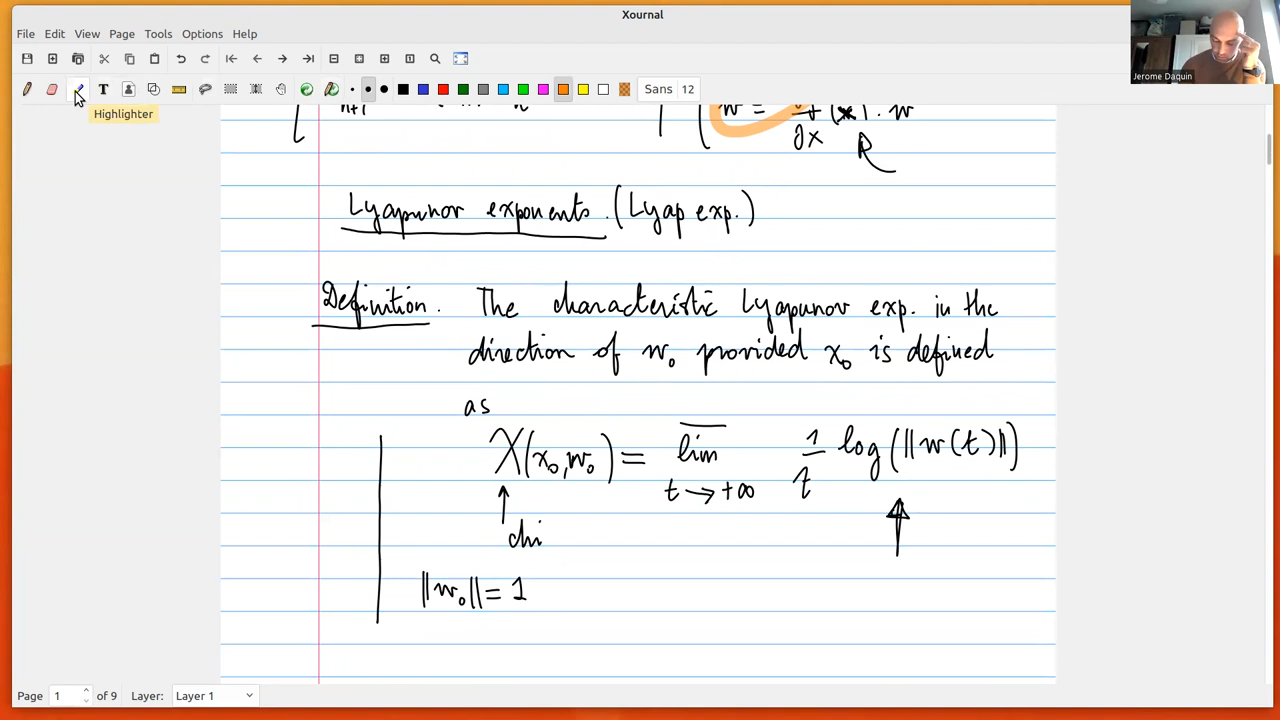 Xournal
File Edit View Page Tools Options Help
Jerome Daquin
Sans 12
Highlighter
n+1 n w = ∂x (x) . w
Lyapunov exponents. (Lyap exp.)
Definition. The characteristic Lyapunov exp. in the
direction of w₀ provided x₀ is defined
as
χ(x₀,w₀) = lim̅ 1/t log(||w(t)||)
t → +∞
chi
||w₀|| = 1
Page 1 of 9 Layer: Layer 1